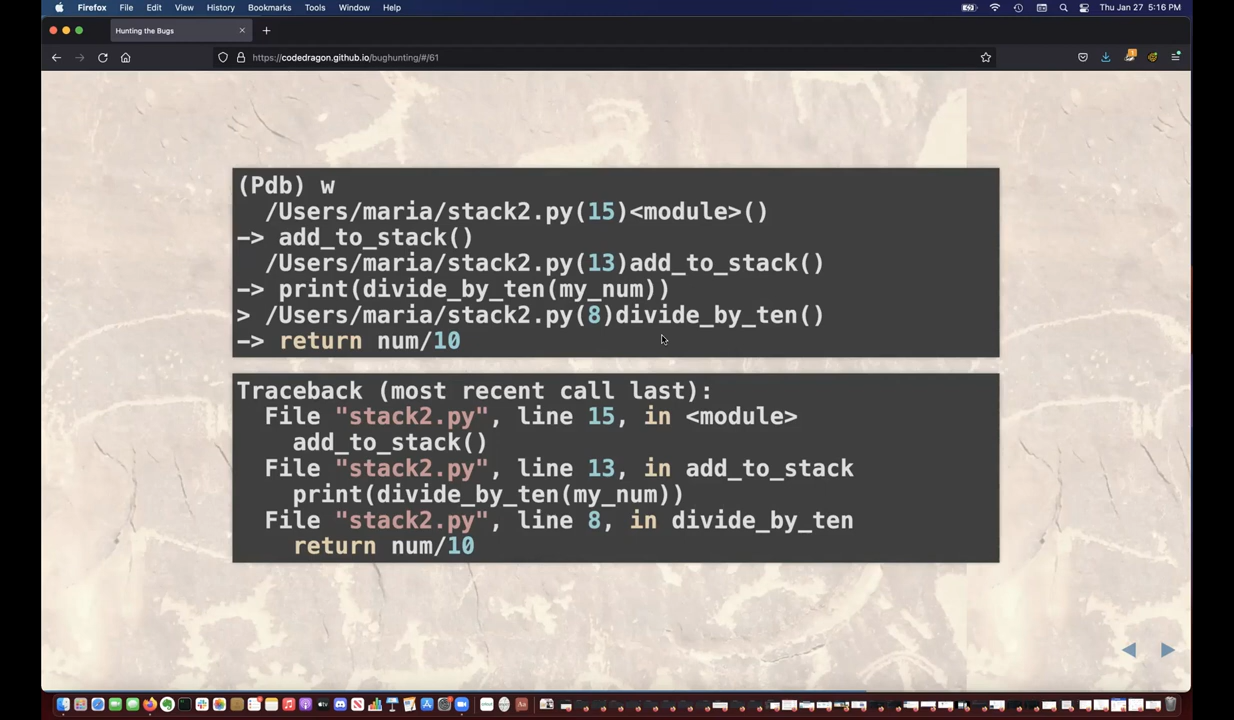 Firefox File Edit View History Bookmarks Tools Window Help
Thu Jan 27 5:16 PM
Hunting the Bugs
https://codedragon.github.io/bughunting/#/61
(Pdb) w
/Users/maria/stack2.py(15)<module>()
-> add_to_stack()
/Users/maria/stack2.py(13)add_to_stack()
-> print(divide_by_ten(my_num))
> /Users/maria/stack2.py(8)divide_by_ten()
-> return num/10
Traceback (most recent call last):
File "stack2.py", line 15, in <module>
add_to_stack()
File "stack2.py", line 13, in add_to_stack
print(divide_by_ten(my_num))
File "stack2.py", line 8, in divide_by_ten
return num/10